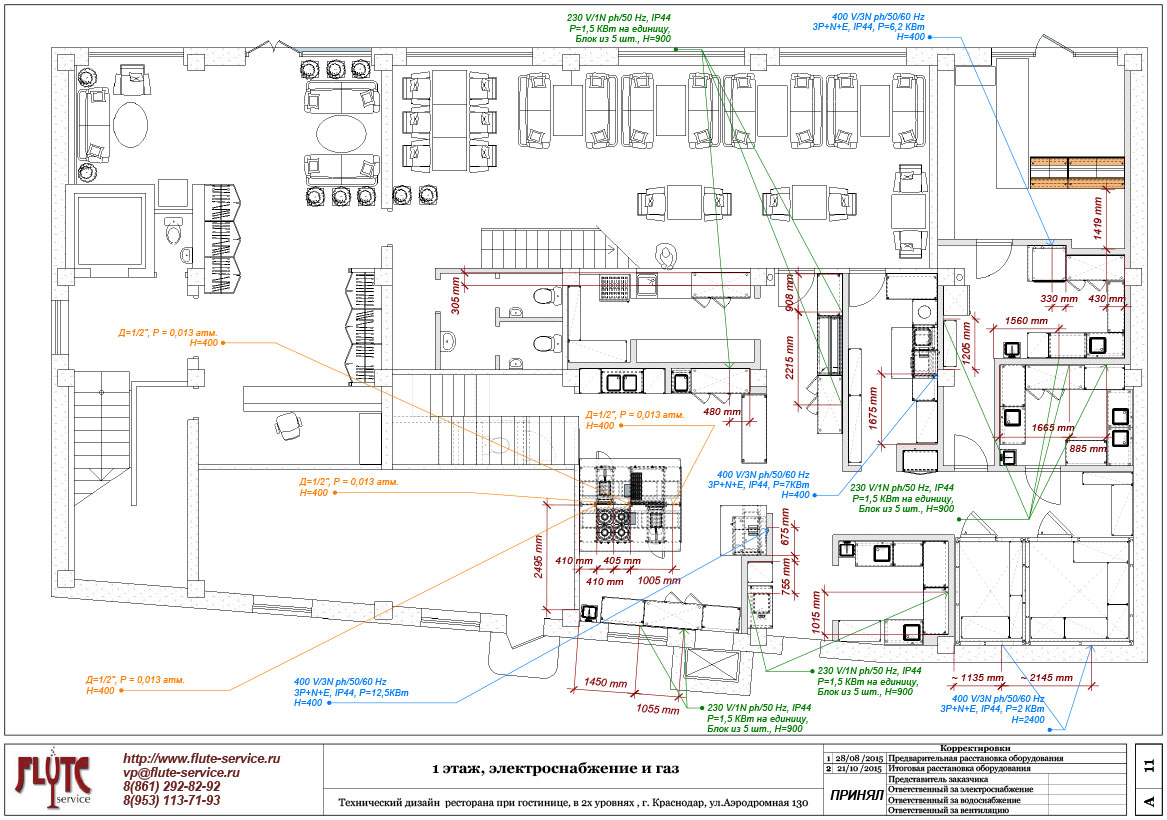 230 V/1N ph/50 Hz, IP44
P=1,5 КВт на единицу,
Блок из 5 шт., H=900
400 V/3N ph/50/60 Hz
3P+N+E, IP44, P=6,2 КВт
H=400
1419 mm
305 mm
908 mm
330 mm
430 mm
1560 mm
1205 mm
Д=1/2", P = 0,013 атм.
H=400
2215 mm
480 mm
1675 mm
Д=1/2", P = 0,013 атм.
H=400
1665 mm
885 mm
400 V/3N ph/50/60 Hz
3P+N+E, IP44, P=7КВт
H=400
230 V/1N ph/50 Hz, IP44
P=1,5 КВт на единицу,
Блок из 5 шт., H=900
Д=1/2", P = 0,013 атм.
H=400
2495 mm
410 mm
405 mm
410 mm
1005 mm
675 mm
755 mm
1015 mm
Д=1/2", P = 0,013 атм.
H=400
400 V/3N ph/50/60 Hz
3P+N+E, IP44, P=12,5КВт
H=400
1450 mm
1055 mm
230 V/1N ph/50 Hz, IP44
P=1,5 КВт на единицу,
Блок из 5 шт., H=900
230 V/1N ph/50 Hz, IP44
P=1,5 КВт на единицу,
Блок из 5 шт., H=900
~ 1135 mm
~ 2145 mm
400 V/3N ph/50/60 Hz
3P+N+E, IP44, P=2 КВт
H=2400
FLUTE
service
http//www.flute-service.ru
vp@flute-service.ru
8(861) 292-82-92
8(953) 113-71-93
1 этаж, электроснабжение и газ
Технический дизайн ресторана при гостинице, в 2х уровнях , г. Краснодар, ул.Аэродромная 130
Корректировки
1 28/08/2015 Предварительная расстановка оборудования
2 21/10 /2015 Итоговая расстановка оборудования
ПРИНЯЛ
Представитель заказчика
Ответственный за электроснабжение
Ответственный за водоснабжение
Ответственный за вентиляцию
11
A